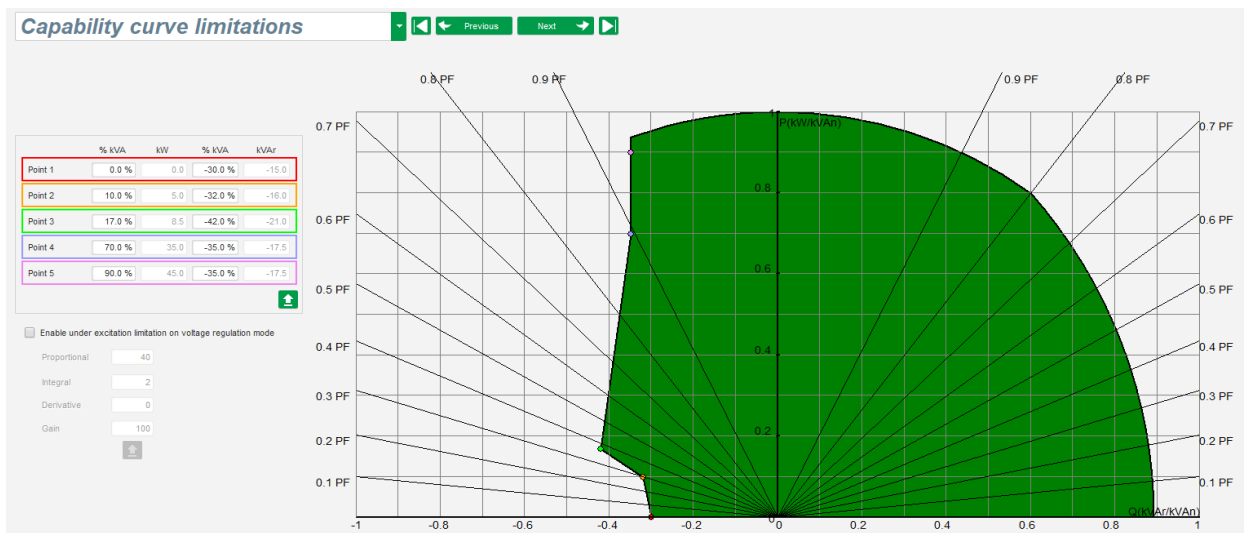 Capability curve limitations
Previous
Next
0.8 PF
0.9 PF
0.9 PF
0.8 PF
% kVA kW % kVA kVAr
Point 1 0.0 % 0.0 -30.0 % -15.0
Point 2 10.0 % 5.0 -32.0 % -16.0
Point 3 17.0 % 8.5 -42.0 % -21.0
Point 4 70.0 % 35.0 -35.0 % -17.5
Point 5 90.0 % 45.0 -35.0 % -17.5
Enable under excitation limitation on voltage regulation mode
Proportional 40
Integral 2
Derivative 0
Gain 100
0.7 PF
0.6 PF
0.5 PF
0.4 PF
0.3 PF
0.2 PF
0.1 PF
1
P(kW/kVAn)
0.8
0.6
0.4
0.2
0.7 PF
0.6 PF
0.5 PF
0.4 PF
0.3 PF
0.2 PF
0.1 PF
Q(kVAr/kVAn)
-1 -0.8 -0.6 -0.4 -0.2 0 0.2 0.4 0.6 0.8 1